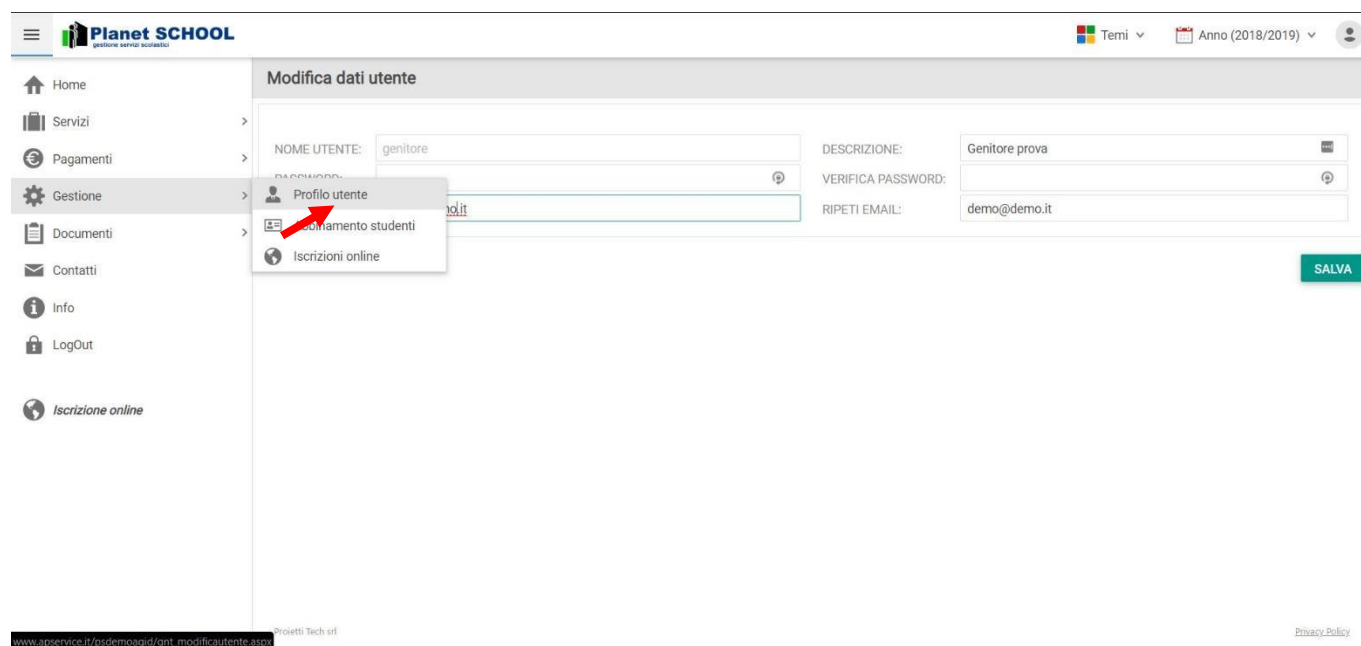 Planet SCHOOL
gestione servizi scolastici
Temi
Anno (2018/2019)
Home
Servizi
Pagamenti
Gestione
Documenti
Contatti
Info
LogOut
Iscrizione online
Modifica dati utente
NOME UTENTE: genitore
DESCRIZIONE: Genitore prova
PASSWORD:
VERIFICA PASSWORD:
RIPETI EMAIL: demo@demo.it
Profilo utente
studenti
Iscrizioni online
SALVA
Proietti Tech srl
Privacy Policy
www.apservice.it/psdemoagid/gnt_modificautente.aspx